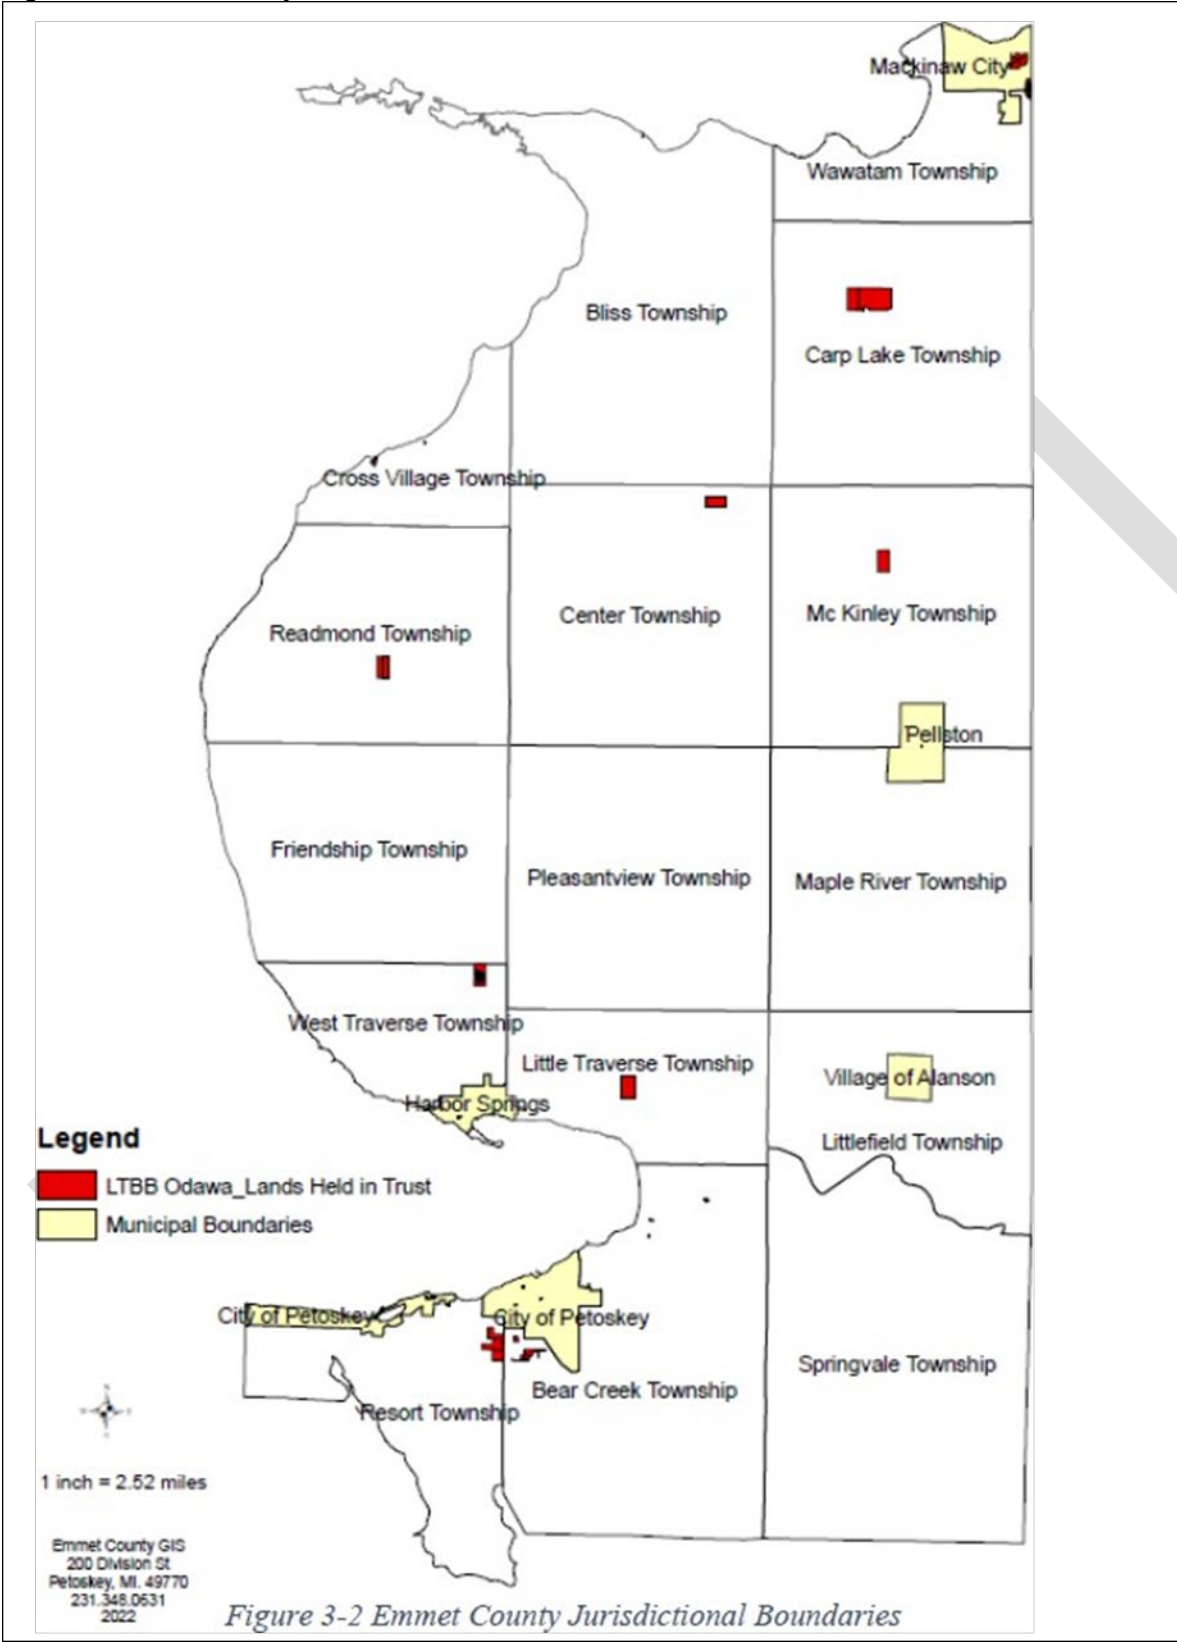 Mackinaw City
Wawatam Township
Bliss Township
Carp Lake Township
Cross Village Township
Center Township
Mc Kinley Township
Readmond Township
Pellston
Friendship Township
Pleasantview Township
Maple River Township
West Traverse Township
Little Traverse Township
Village of Alanson
Harbor Springs
Littlefield Township
Legend
LTBB Odawa_Lands Held in Trust
Municipal Boundaries
City of Petoskey
City of Petoskey
Springvale Township
Bear Creek Township
Resort Township
1 inch = 2.52 miles
Emmet County GIS
200 Division St
Petoskey, MI. 49770
231.348.0631
2022
Figure 3-2 Emmet County Jurisdictional Boundaries